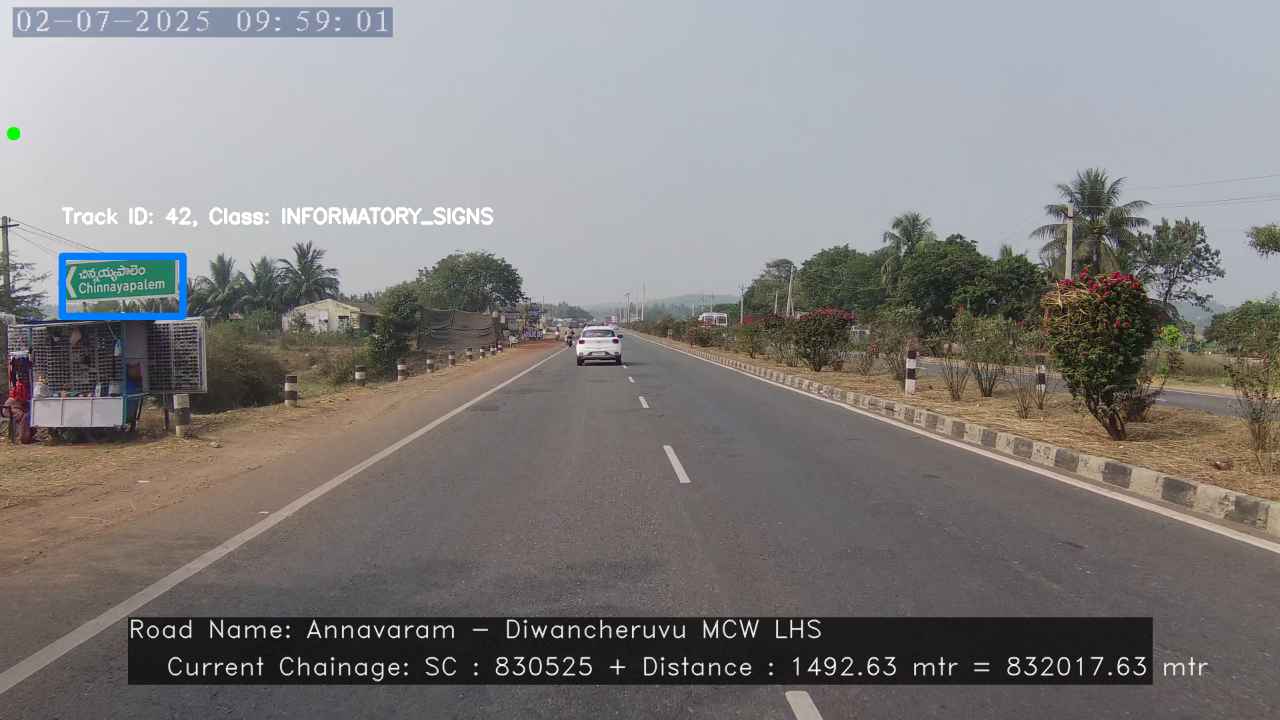 02-07-2025 09:59:01
Track ID: 42, Class: INFORMATORY_SIGNS
చిన్నయ్యపాలెం
Chinnayapalem
Road Name: Annavaram - Diwancheruvu MCW LHS
Current Chainage: SC : 830525 + Distance : 1492.63 mtr = 832017.63 mtr